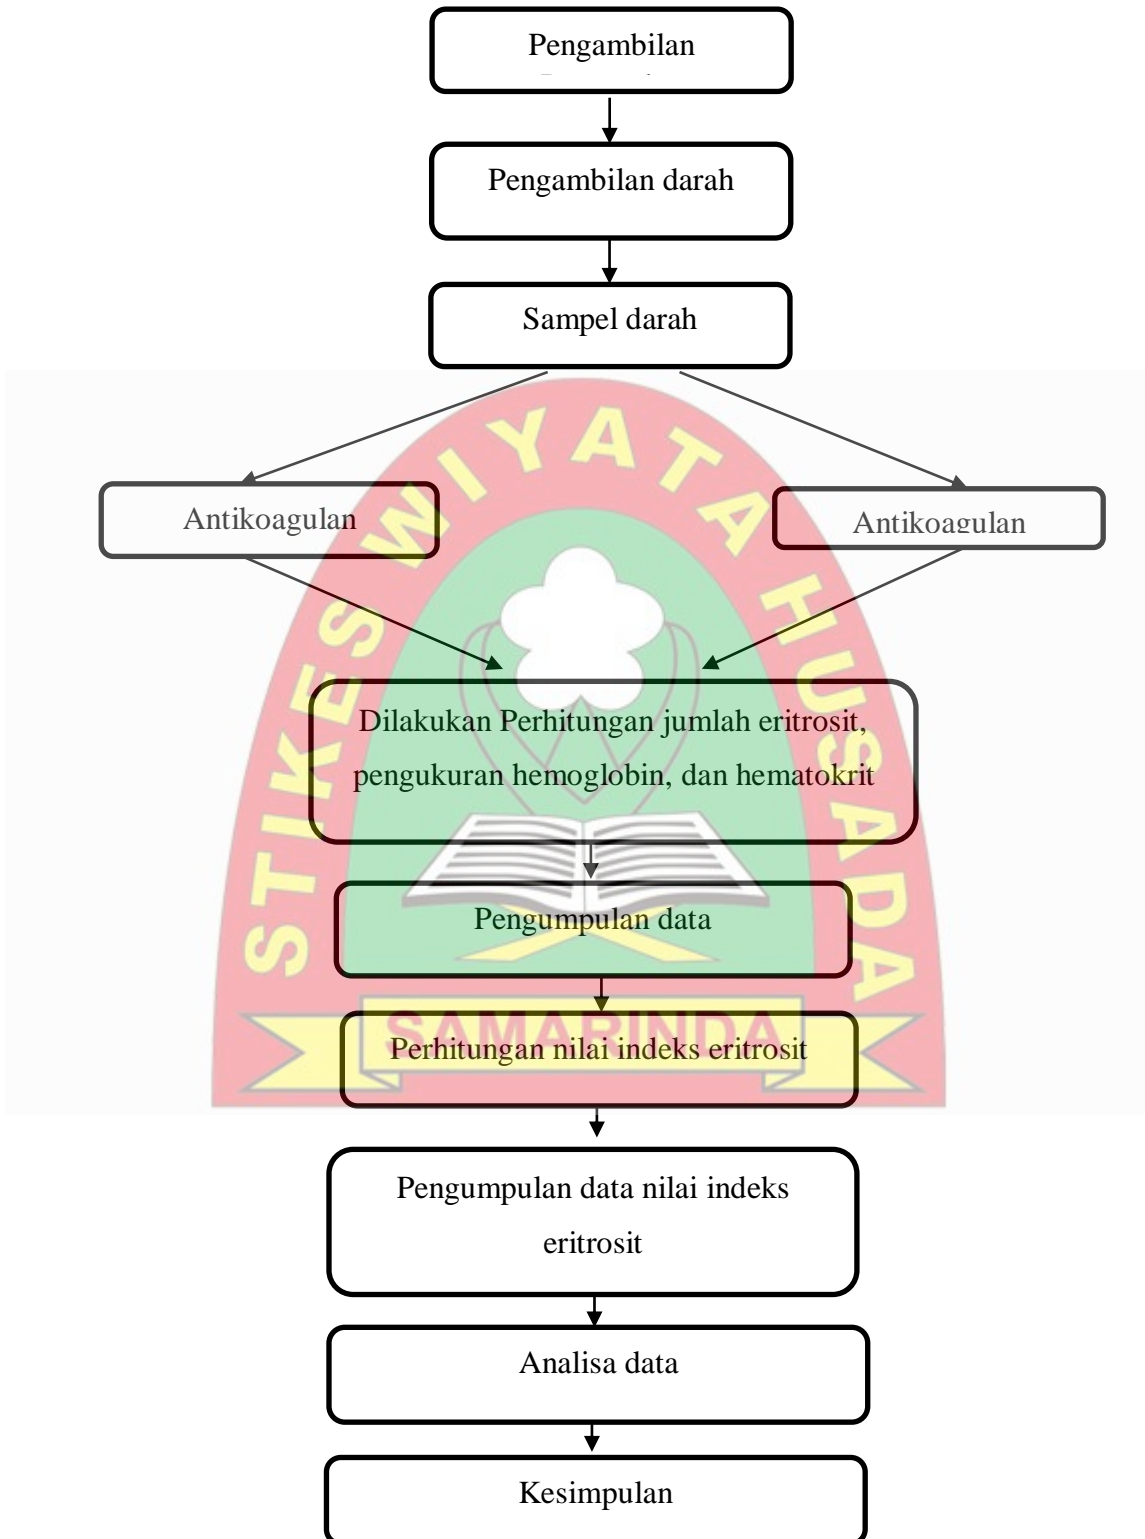 Pengambilan
Pengambilan darah
Sampel darah
Antikoagulan
Antikoagulan
Dilakukan Perhitungan jumlah eritrosit,
pengukuran hemoglobin, dan hematokrit
Pengumpulan data
Perhitungan nilai indeks eritrosit
Pengumpulan data nilai indeks
eritrosit
Analisa data
Kesimpulan
STIKES WIYATA HUSADA
SAMARINDA